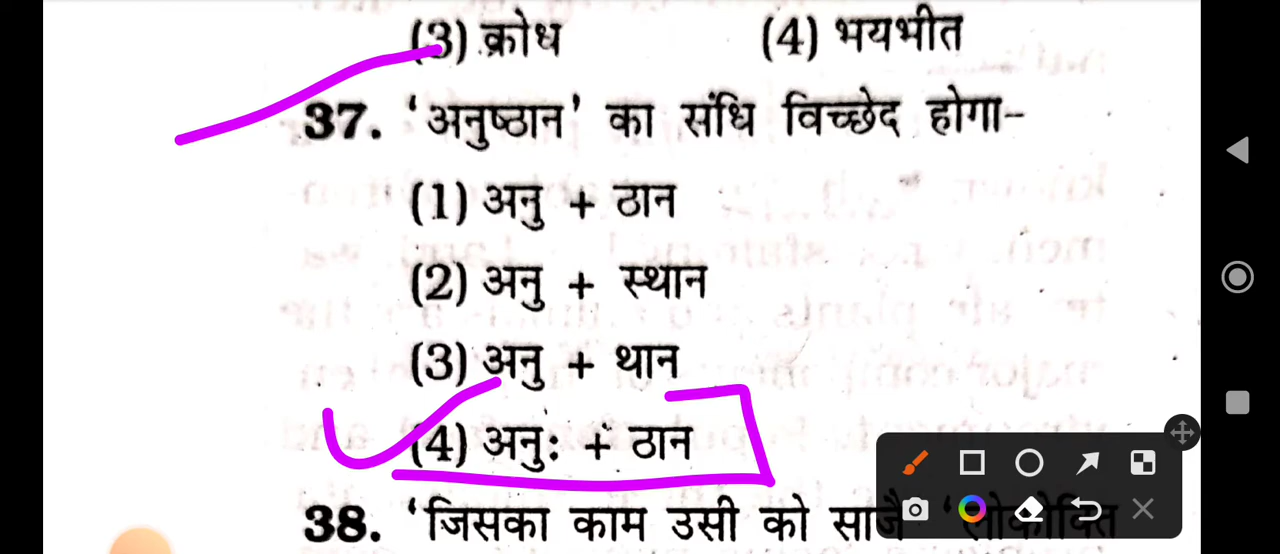 (3) क्रोध (4) भयभीत
37. 'अनुष्ठान' का संधि विच्छेद होगा-
(1) अनु + ठान
(2) अनु + स्थान
(3) अनु + थान
(4) अनुः + ठान
38. 'जिसका काम उसी को साजै' 'लोकोक्ति